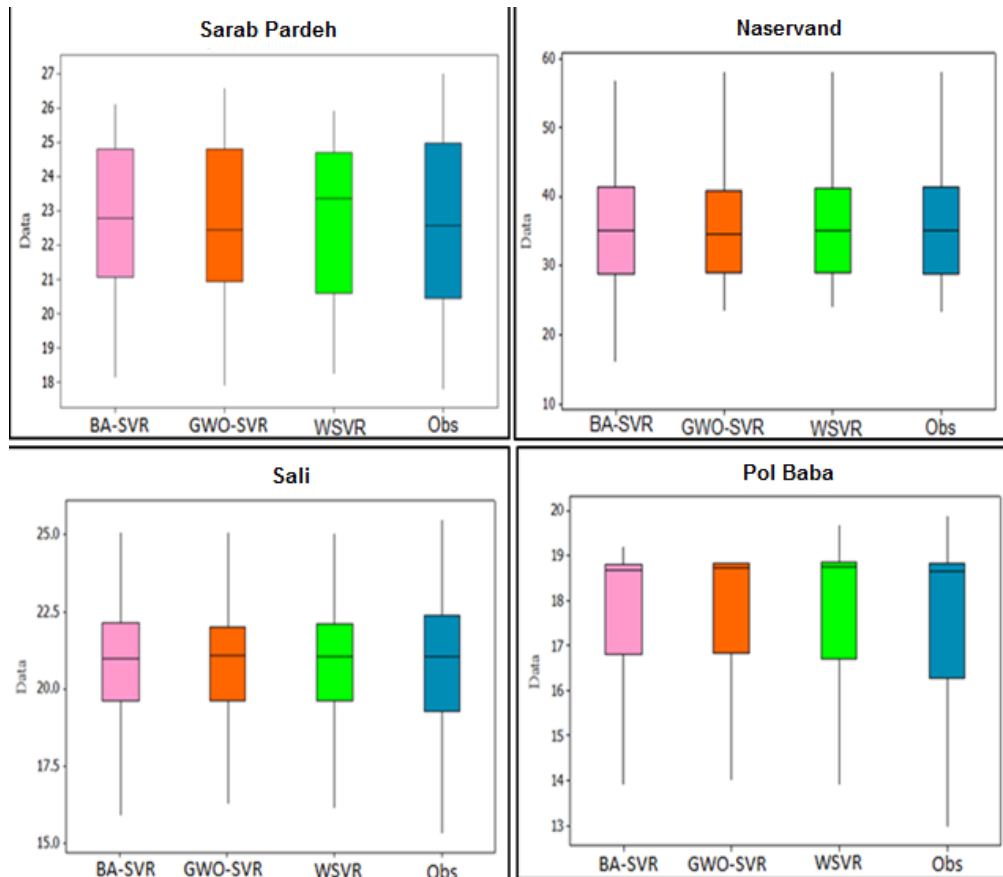 Sarab Pardeh
27
26
25
24
23
22
21
20
19
18
Data
BA-SVR GWO-SVR WSVR Obs
Naservand
60
50
40
30
20
10
Data
BA-SVR GWO-SVR WSVR Obs
Sali
25.0
22.5
20.0
17.5
15.0
Data
BA-SVR GWO-SVR WSVR Obs
Pol Baba
20
19
18
17
16
15
14
13
Data
BA-SVR GWO-SVR WSVR Obs